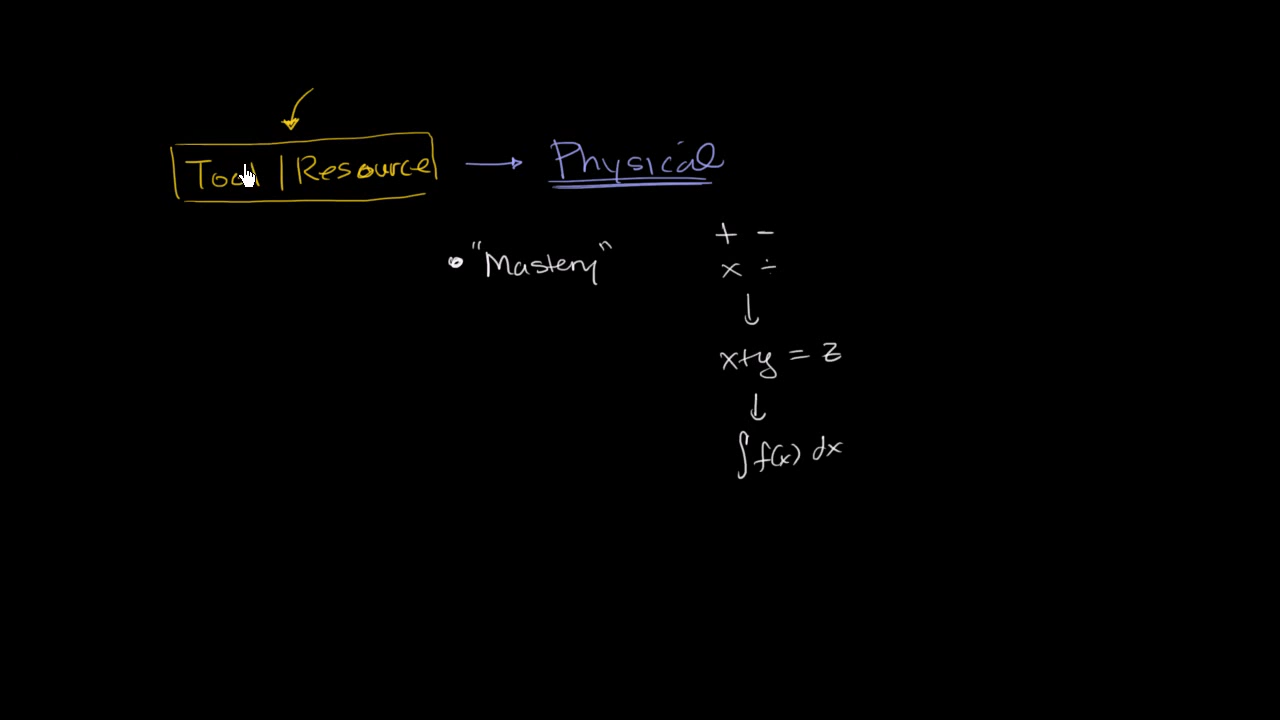 Tool | Resource → Physical
+ -
• "Mastery" x ÷
↓
x+y = z
↓
∫f(x) dx